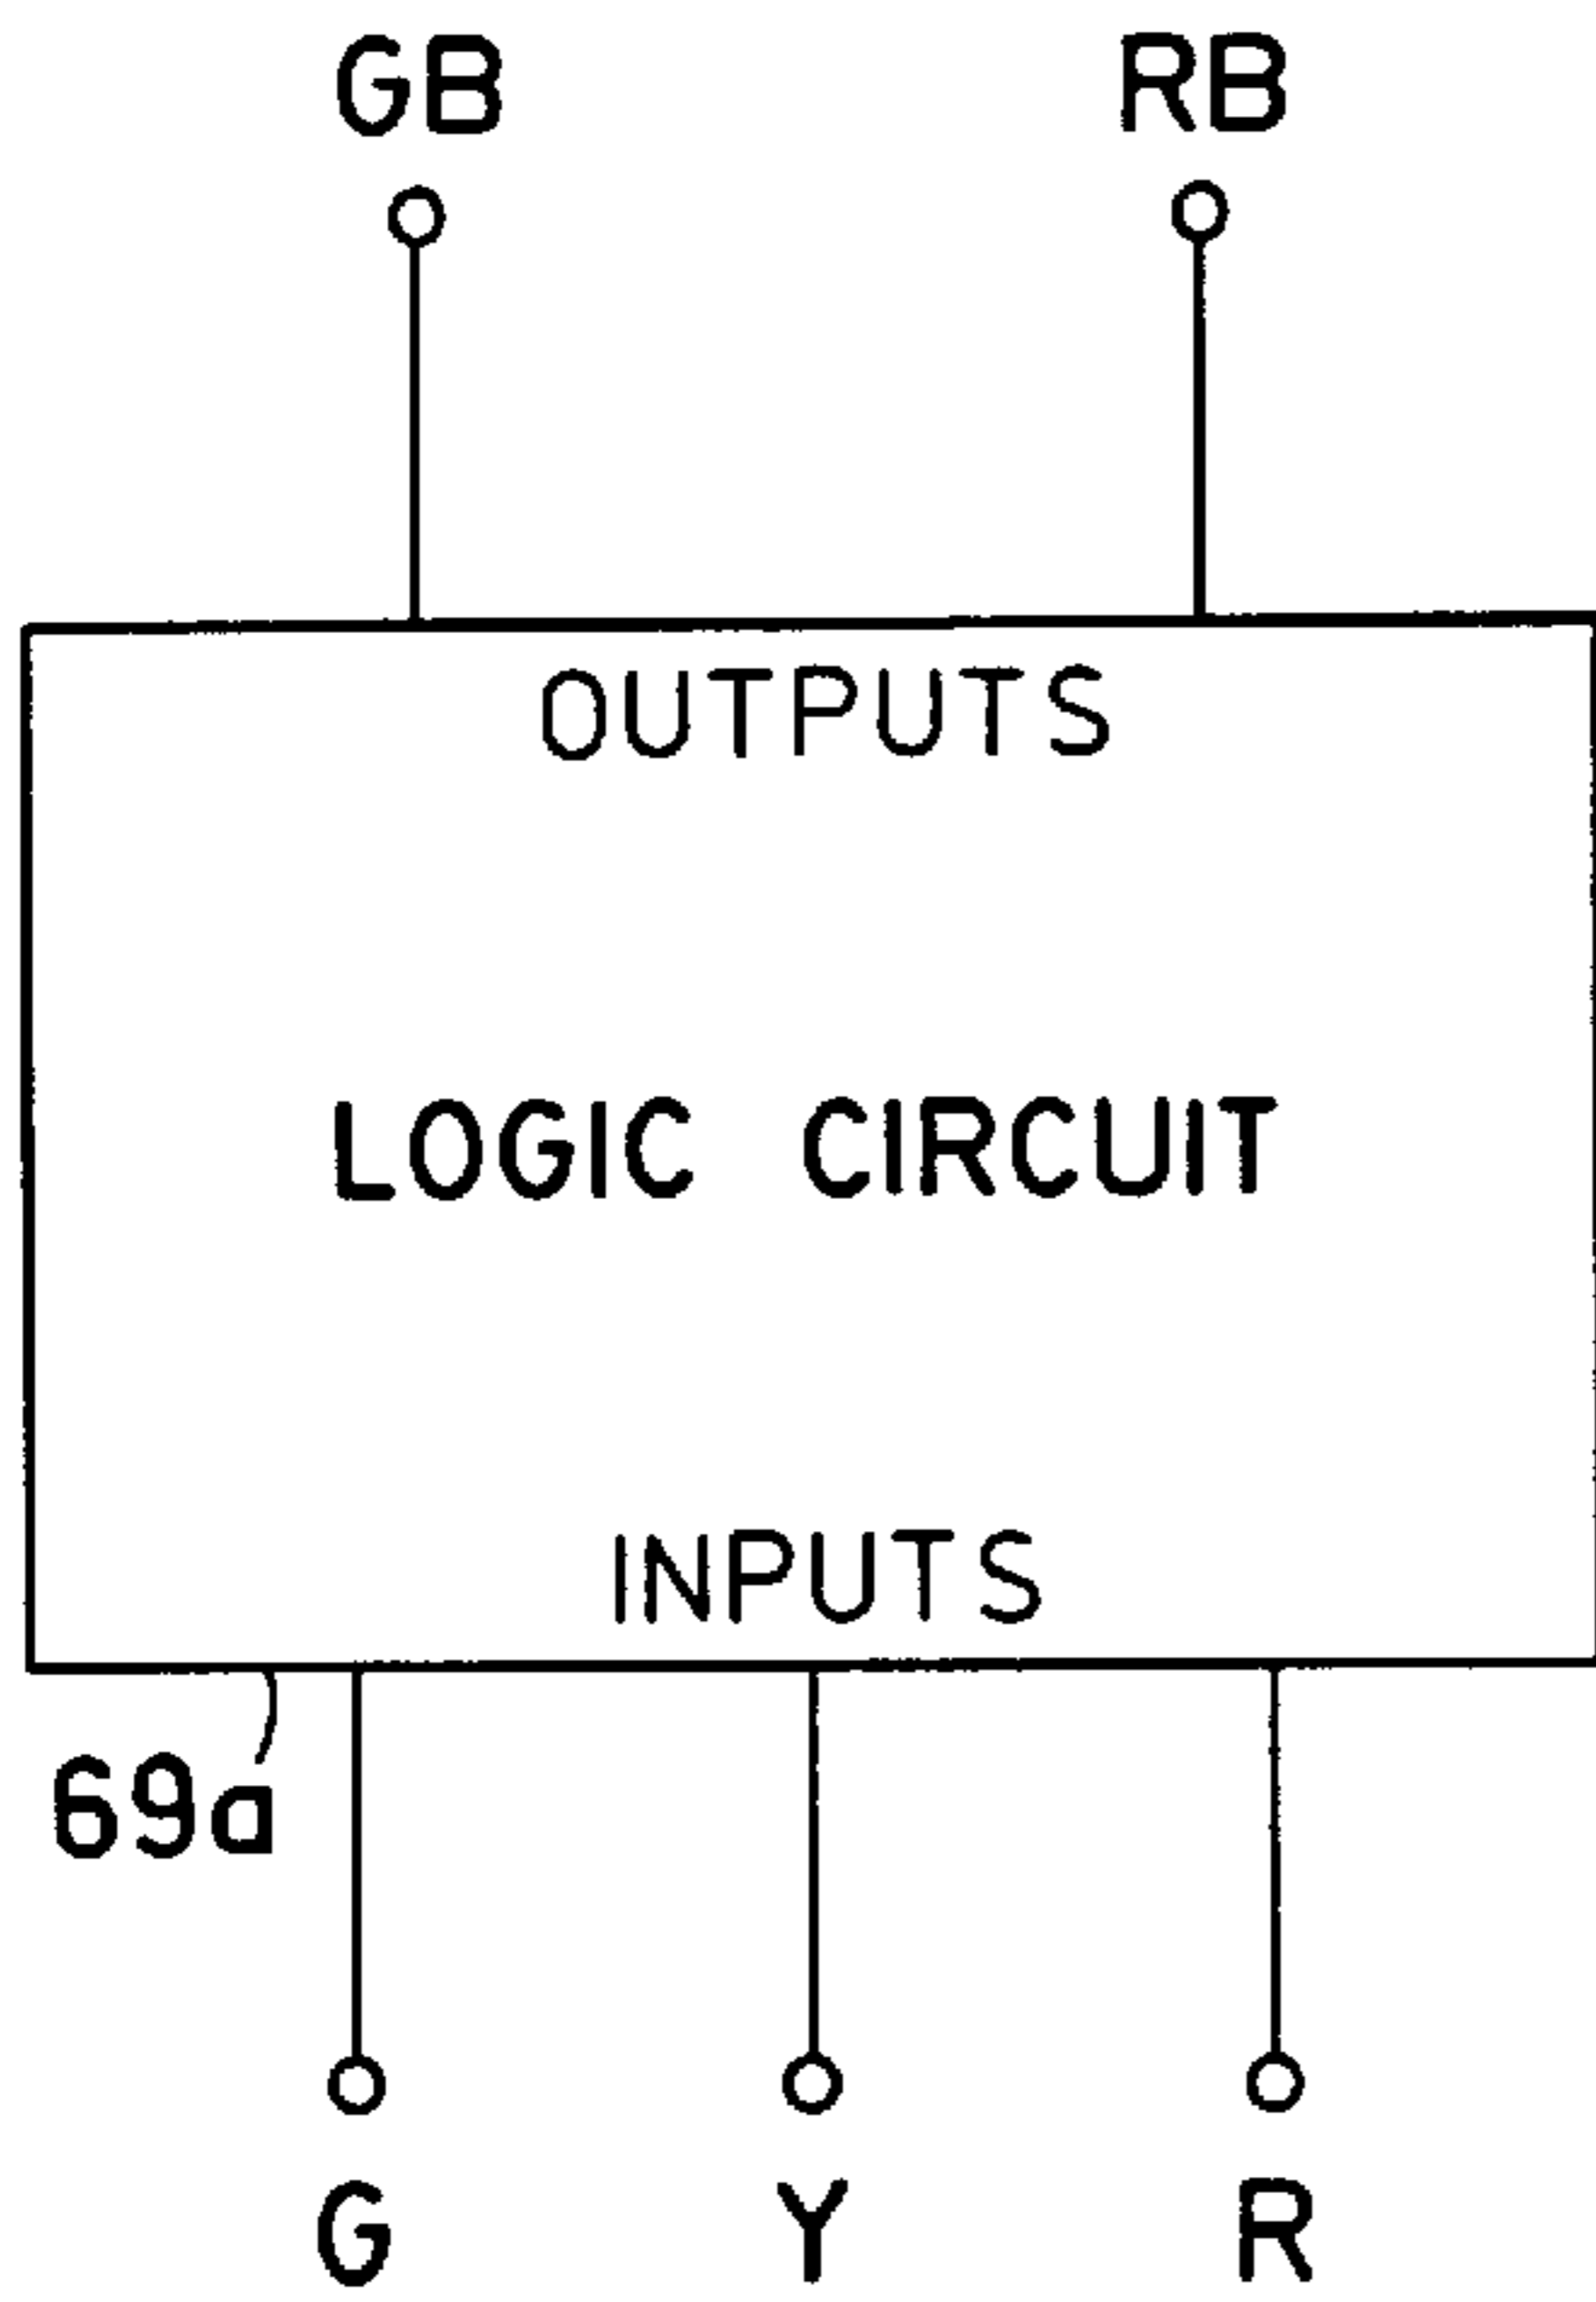 GB RB
OUTPUTS
LOGIC CIRCUIT
INPUTS
69a
G Y R